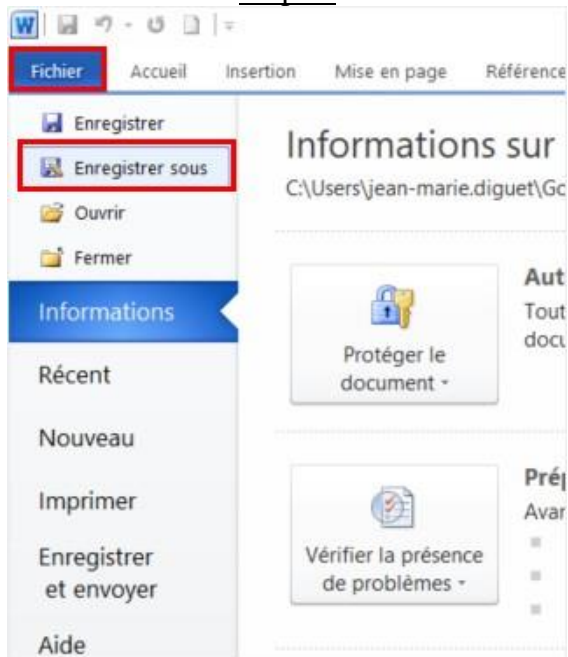 Fichier Accueil Insertion Mise en page Référence
Enregistrer
Enregistrer sous
Ouvrir
Fermer
Informations
Récent
Nouveau
Imprimer
Enregistrer
et envoyer
Aide
Informations sur
C:\Users\jean-marie.diguet\Go
Protéger le
document
Aut
Tout
docu
Vérifier la présence
de problèmes
Prép
Avar